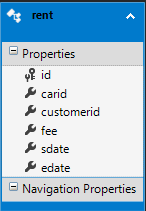 rent
Properties
id
carid
customerid
fee
sdate
edate
Navigation Properties